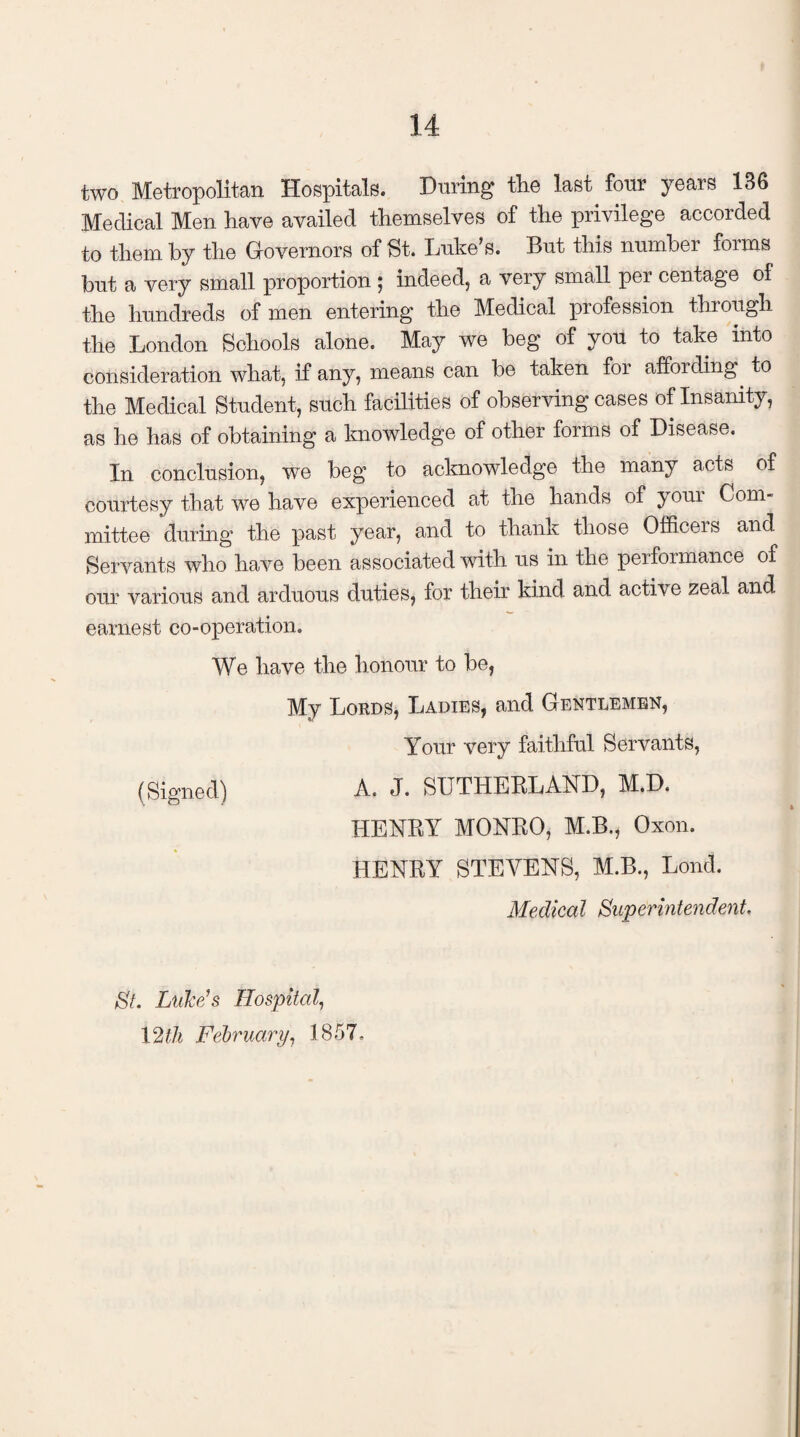 14
two Metropolitan Hospitals. During the last four years 136
Medical Men have availed themselves of the privilege accorded
to them by the Governors of St. Luke's. But this number forms
but a very small proportion ; indeed, a very small per centage of
the hundreds of men entering the Medical profession through
the London Schools alone. May we beg of you to take into
consideration what, if any, means can be taken for affording to
the Medical Student, such facilities of observing cases of Insanity,
as he has of obtaining a knowledge of other forms of Disease.
In conclusion, we beg to acknowledge the many acts of
courtesy that we have experienced at the hands of your Com-
mittee during the past year, and to thank those Officers and
Servants who have been associated with us in the performance of
our various and arduous duties, for their kind and active zeal and
earnest co-operation.
We have the honour to be,
My Lords, Ladies, and Gentlemen,
Your very faithful Servants,
(Signed) A. J. SUTHERLAND, M.D.
HENRY MONRO, M.B., Oxon.
HENRY STEVENS, M.B., Lond.
Medical Superintendent.
St. Luke's Hospital,
12th February, 1857.